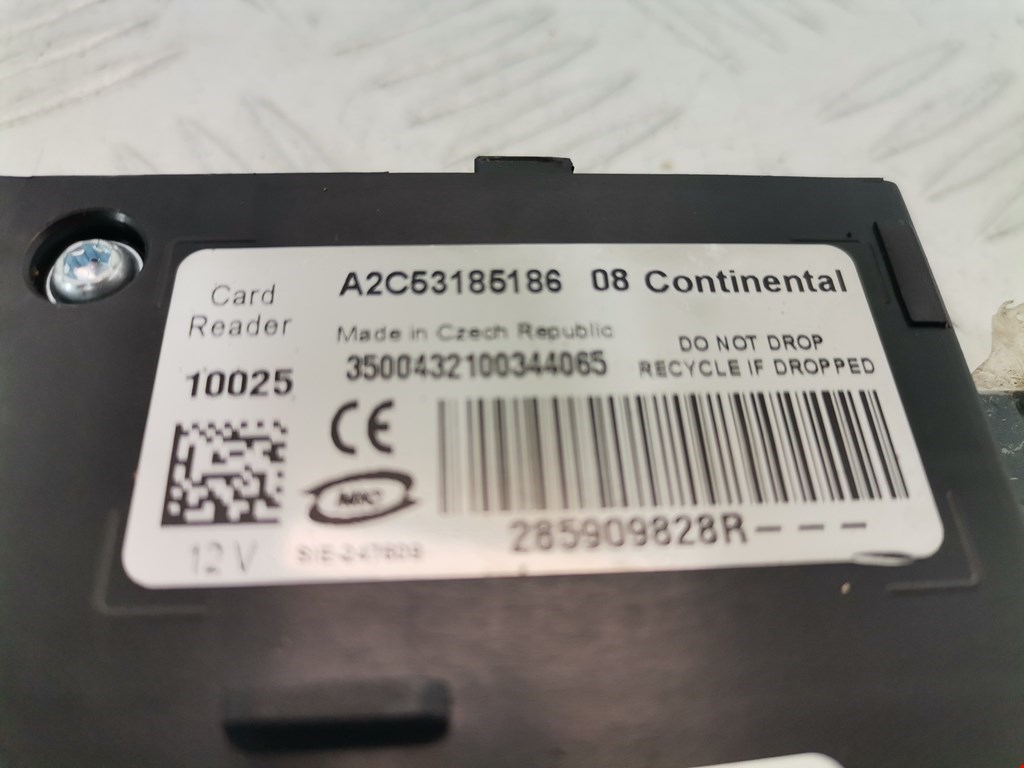 Card
Reader
A2C53185186 08 Continental
Made in Czech Republic
3500432100344065
DO NOT DROP
RECYCLE IF DROPPED
10025
CE
285909828R---
12V